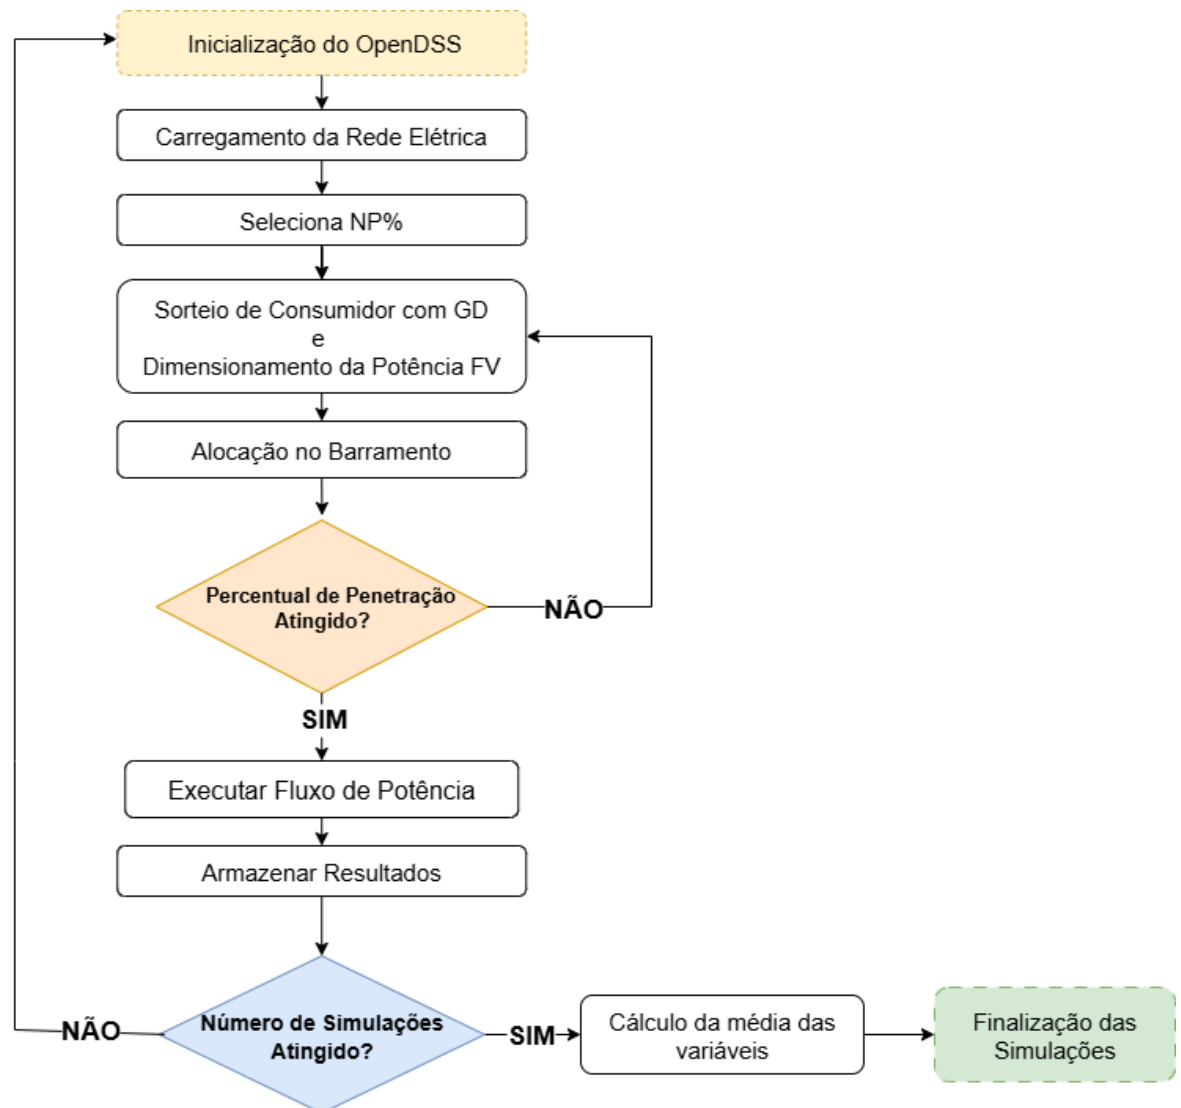 Inicialização do OpenDSS
Carregamento da Rede Elétrica
Seleciona NP%
Sorteio de Consumidor com GD
e
Dimensionamento da Potência FV
Alocação no Barramento
Percentual de Penetração
Atingido?
NÃO
SIM
Executar Fluxo de Potência
Armazenar Resultados
NÃO
Número de Simulações
Atingido?
SIM
Cálculo da média das
variáveis
Finalização das
Simulações